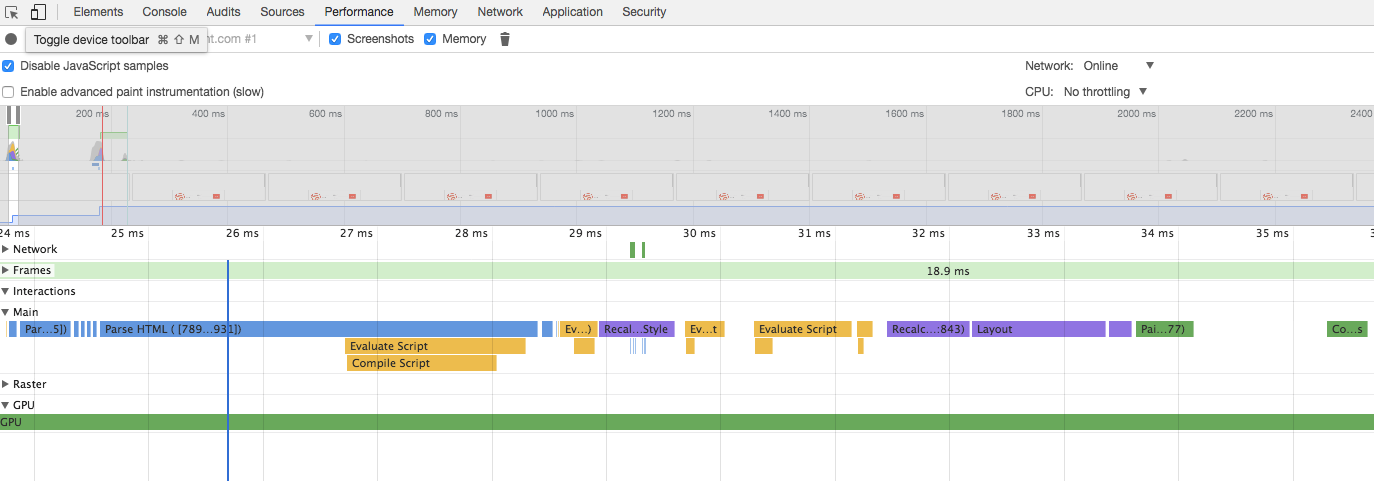 Elements Console Audits Sources Performance Memory Network Application Security
Toggle device toolbar ⌘ ⇧ M nt.com #1 Screenshots Memory
Disable JavaScript samples Network: Online
Enable advanced paint instrumentation (slow) CPU: No throttling
200 ms 400 ms 600 ms 800 ms 1000 ms 1200 ms 1400 ms 1600 ms 1800 ms 2000 ms 2200 ms 2400
24 ms 25 ms 26 ms 27 ms 28 ms 29 ms 30 ms 31 ms 32 ms 33 ms 34 ms 35 ms
Network
Frames 18.9 ms
Interactions
Main
Par...5]) Parse HTML ( [789...931]) Ev...) Recal...Style Ev...t Evaluate Script Recalc...:843) Layout Pai...77) Co...s
Evaluate Script
Compile Script
Raster
GPU
GPU